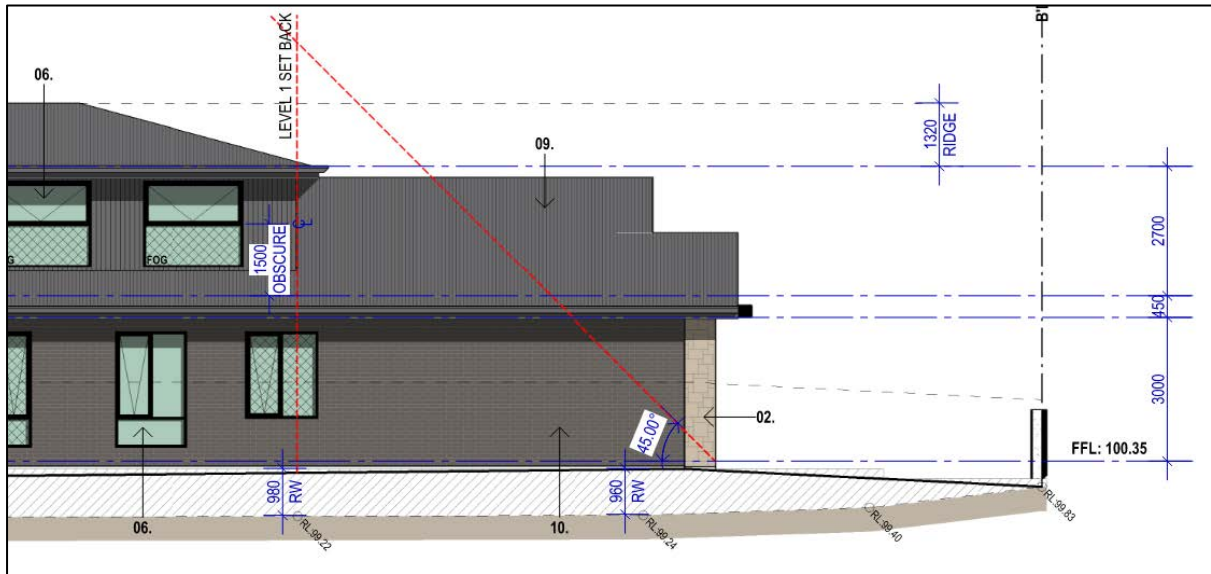 B'I
LEVEL 1 SET BACK
06.
1320
RIDGE
09.
2700
1500
OBSCURE
FOG
450
3000
45.00°
02.
FFL: 100.35
980
RW
960
RW
06.
10.
RL:99.22
RL:99.24
RL:99.40
RL:99.83